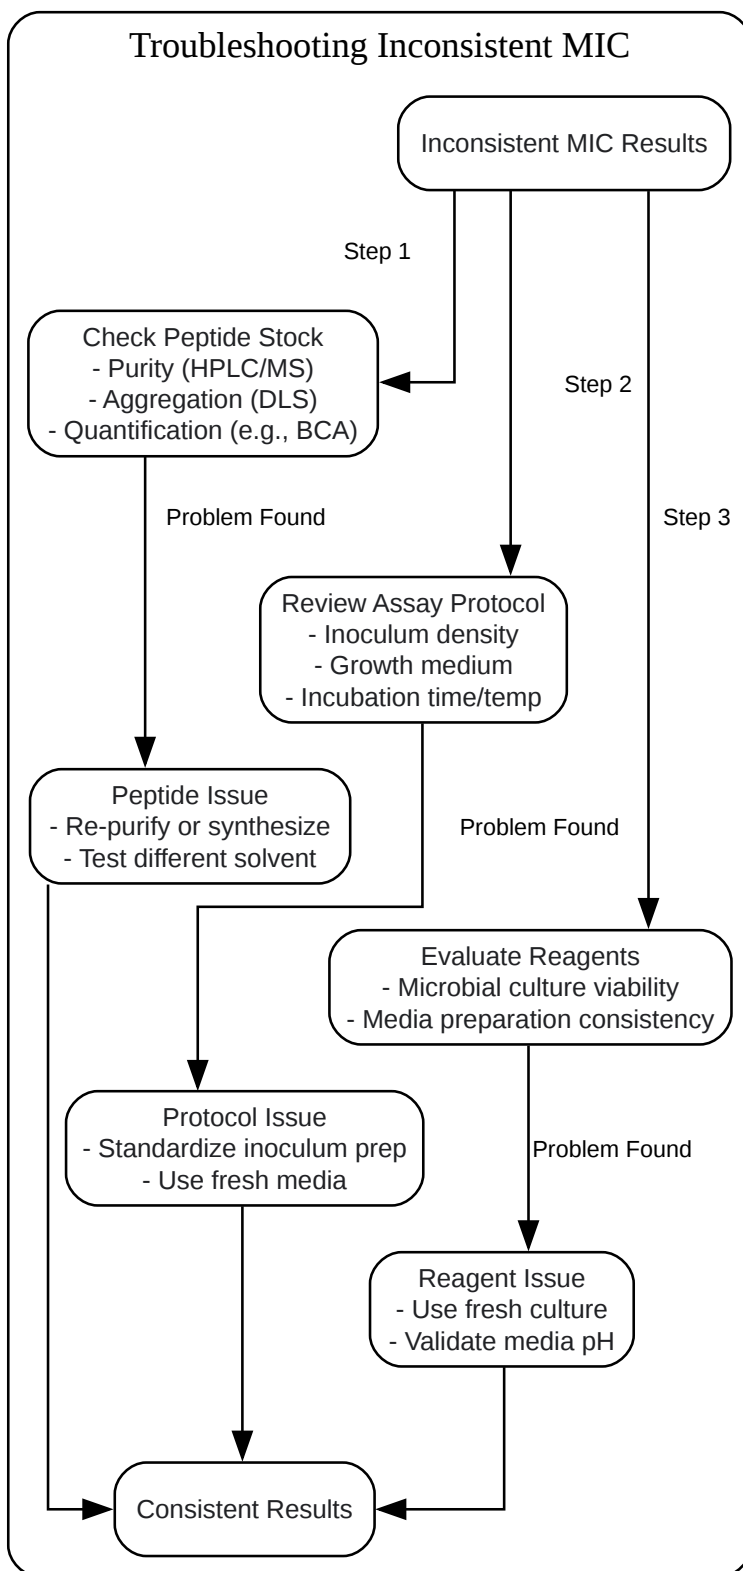 Troubleshooting Inconsistent MIC
Inconsistent MIC Results
Step 1
Check Peptide Stock
- Purity (HPLC/MS)
- Aggregation (DLS)
- Quantification (e.g., BCA)
Step 2
Problem Found
Step 3
Review Assay Protocol
- Inoculum density
- Growth medium
- Incubation time/temp
Peptide Issue
- Re-purify or synthesize
- Test different solvent
Problem Found
Evaluate Reagents
- Microbial culture viability
- Media preparation consistency
Protocol Issue
- Standardize inoculum prep
- Use fresh media
Problem Found
Reagent Issue
- Use fresh culture
- Validate media pH
Consistent Results